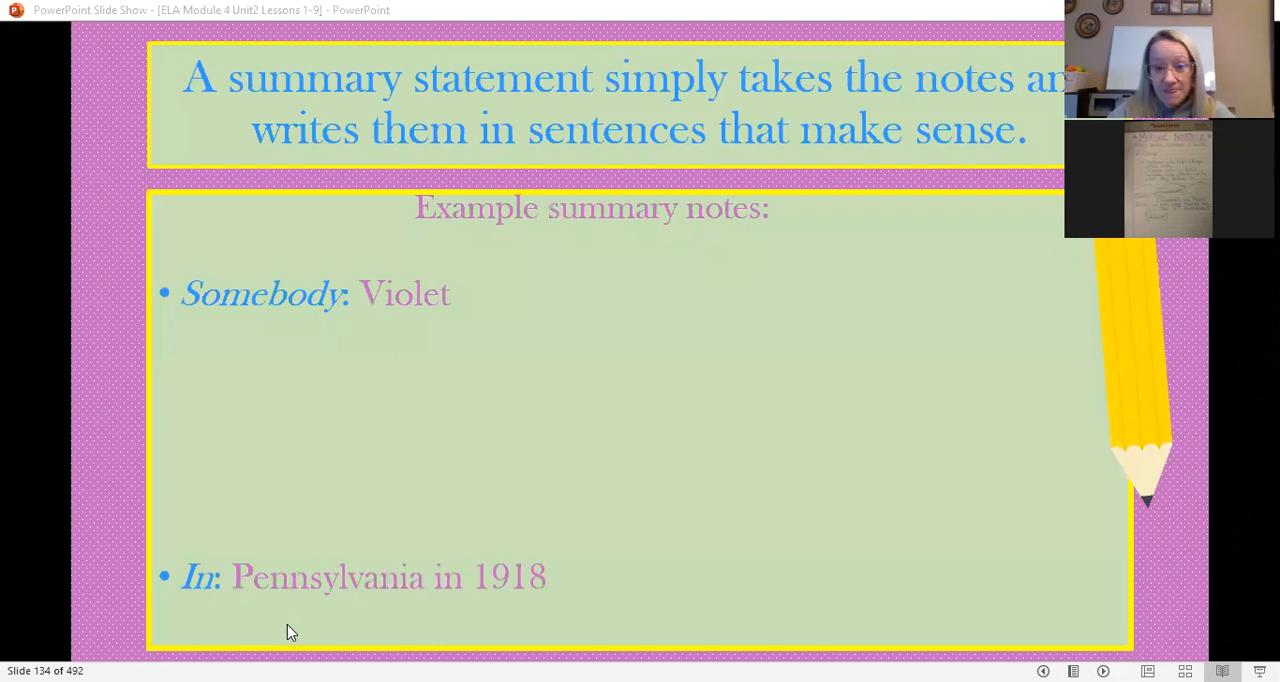 PowerPoint Slide Show - [ELA Module 4 Unit2 Lessons 1-9] - PowerPoint
A summary statement simply takes the notes an
writes them in sentences that make sense.
Example summary notes:
• Somebody: Violet
• In: Pennsylvania in 1918
Slide 134 of 492